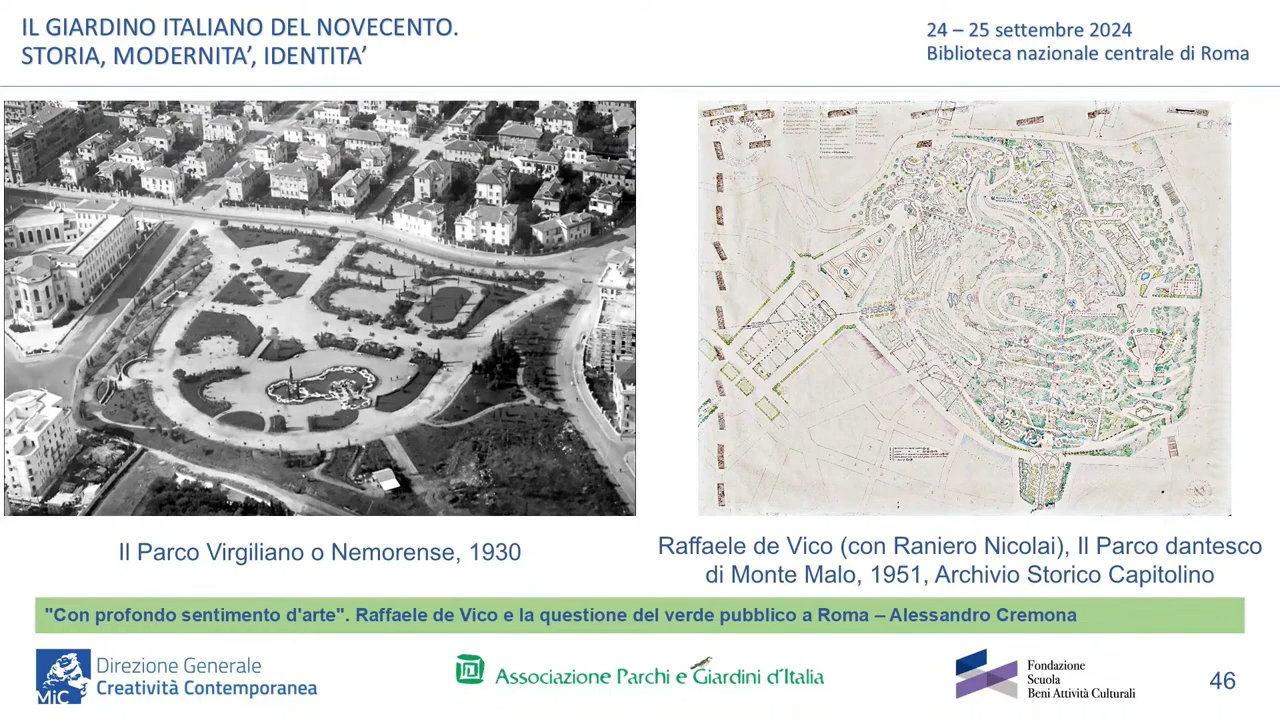 IL GIARDINO ITALIANO DEL NOVECENTO.
STORIA, MODERNITA', IDENTITA'
24 – 25 settembre 2024
Biblioteca nazionale centrale di Roma
Il Parco Virgiliano o Nemorense, 1930
Raffaele de Vico (con Raniero Nicolai), Il Parco dantesco
di Monte Malo, 1951, Archivio Storico Capitolino
"Con profondo sentimento d'arte". Raffaele de Vico e la questione del verde pubblico a Roma – Alessandro Cremona
MiC
Direzione Generale
Creatività Contemporanea
Associazione Parchi e Giardini d'Italia
Fondazione
Scuola
Beni Attività Culturali
46